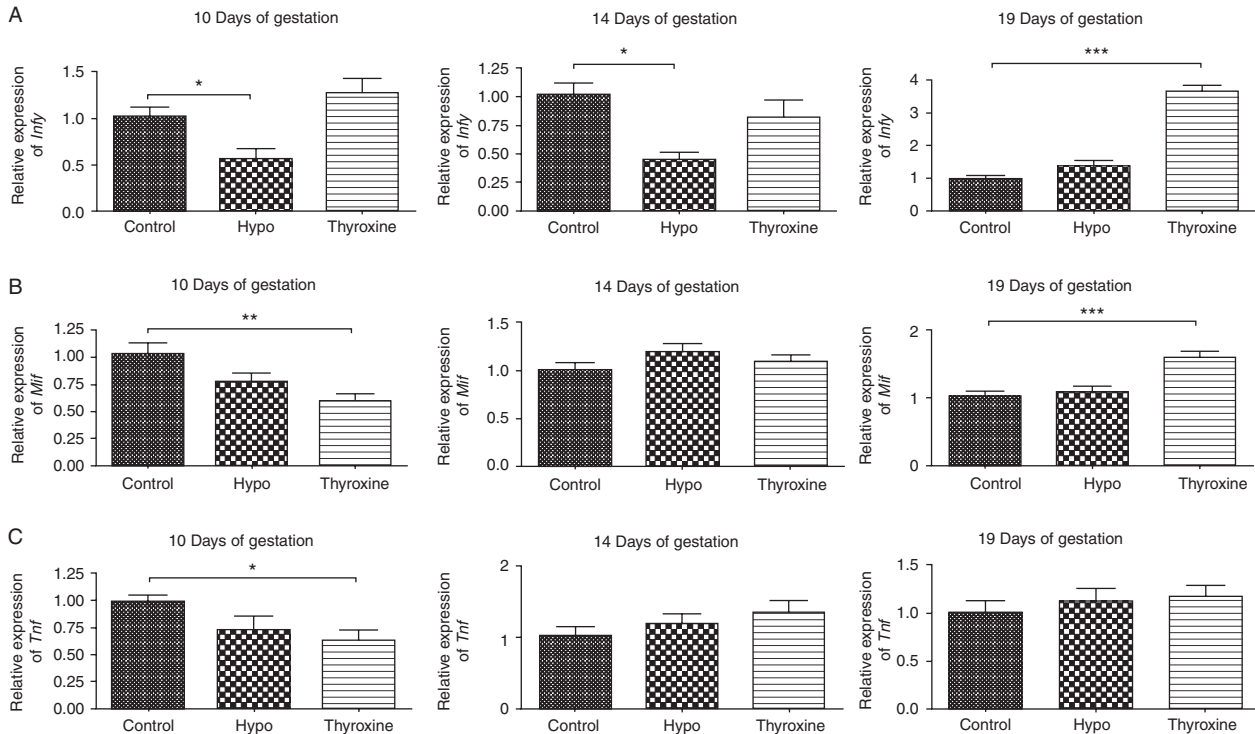 A
10 Days of gestation
Relative expression
of Infy
1.5
1.0
0.5
0.0
*
Control
Hypo
Thyroxine
14 Days of gestation
Relative expression
of Infy
1.25
1.00
0.75
0.50
0.25
0.00
*
Control
Hypo
Thyroxine
19 Days of gestation
Relative expression
of Infy
4
3
2
1
0
***
Control
Hypo
Thyroxine
B
10 Days of gestation
Relative expression
of Mif
1.25
1.00
0.75
0.50
0.25
0.00
**
Control
Hypo
Thyroxine
14 Days of gestation
Relative expression
of Mif
1.5
1.0
0.5
0.0
Control
Hypo
Thyroxine
19 Days of gestation
Relative expression
of Mif
2
1
0
***
Control
Hypo
Thyroxine
C
10 Days of gestation
Relative expression
of Tnf
1.25
1.00
0.75
0.50
0.25
0.00
*
Control
Hypo
Thyroxine
14 Days of gestation
Relative expression
of Tnf
2
1
0
Control
Hypo
Thyroxine
19 Days of gestation
Relative expression
of Tnf
1.5
1.0
0.5
0.0
Control
Hypo
Thyroxine